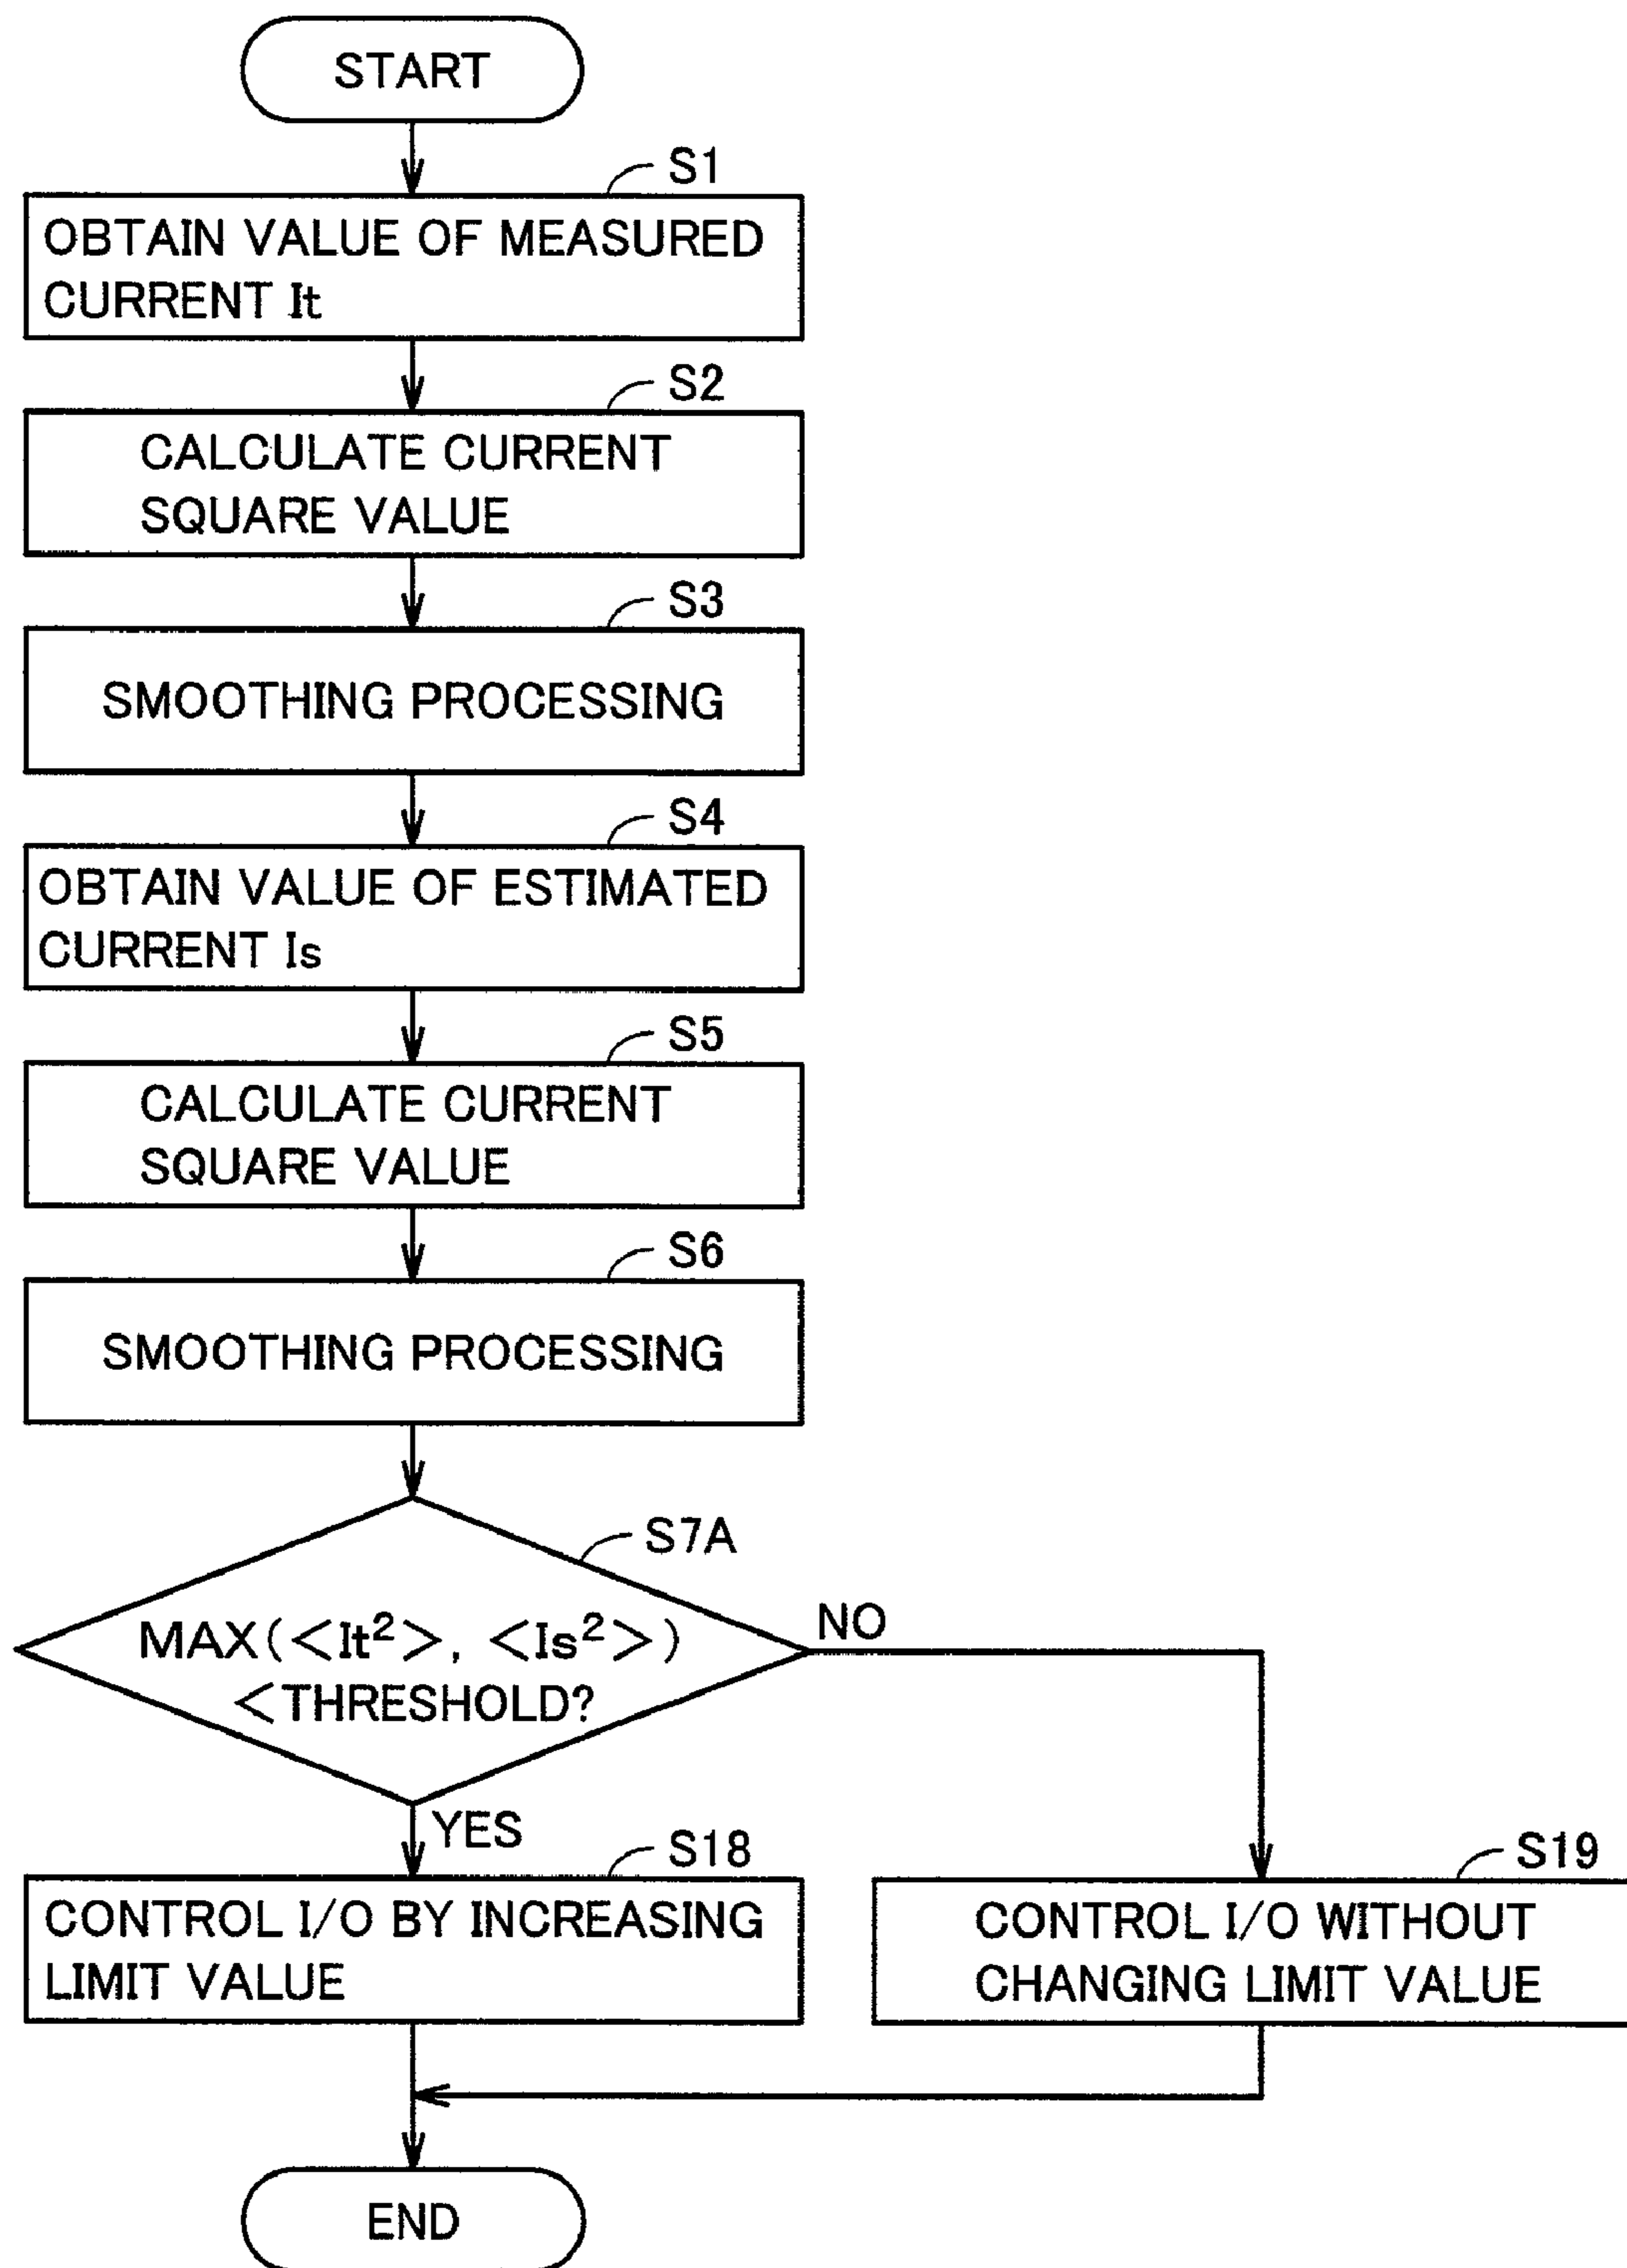 START
S1
OBTAIN VALUE OF MEASURED
CURRENT It
S2
CALCULATE CURRENT
SQUARE VALUE
S3
SMOOTHING PROCESSING
S4
OBTAIN VALUE OF ESTIMATED
CURRENT Is
S5
CALCULATE CURRENT
SQUARE VALUE
S6
SMOOTHING PROCESSING
S7A
MAX(<It²>, <Is²>)
<THRESHOLD?
NO
YES
S18
CONTROL I/O BY INCREASING
LIMIT VALUE
S19
CONTROL I/O WITHOUT
CHANGING LIMIT VALUE
END